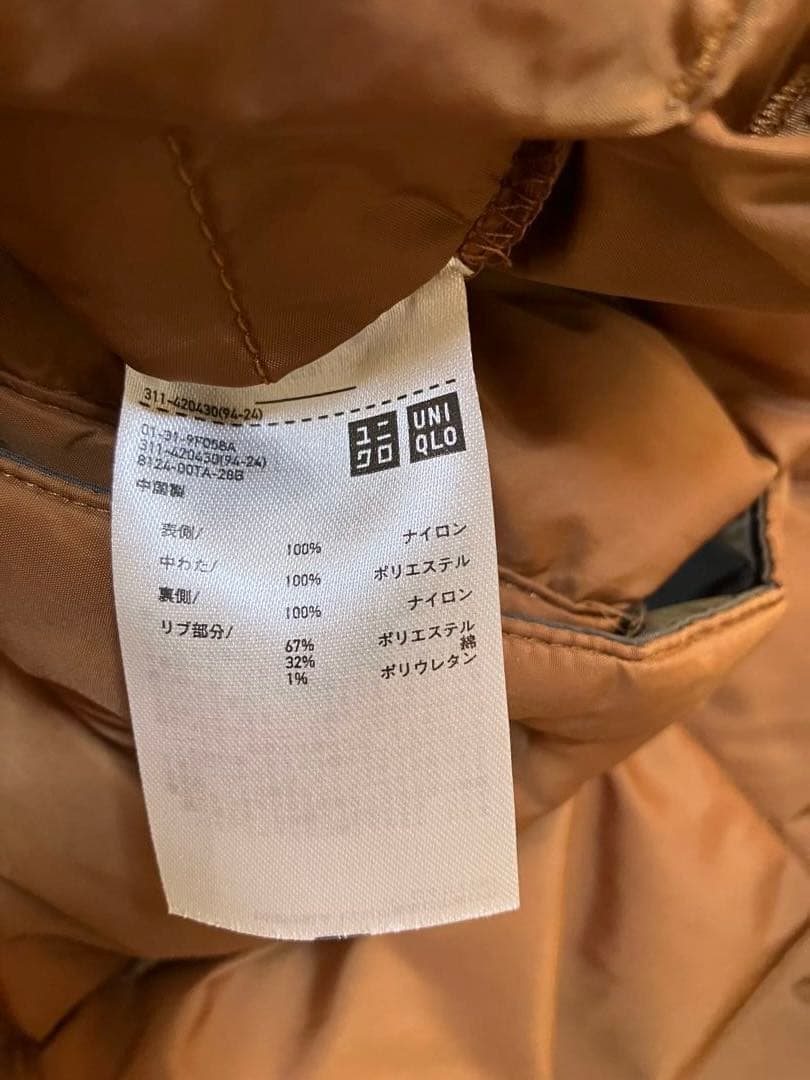 311-420430(94-24)
ユニ
クロ
UNI
QLO
01-31-9F058A
311-420430(94-24)
8124-00TA-28B
中国製
表側/ 100% ナイロン
中わた/ 100% ポリエステル
裏側/ 100% ナイロン
リブ部分/ 67% ポリエステル
32% 綿
1% ポリウレタン